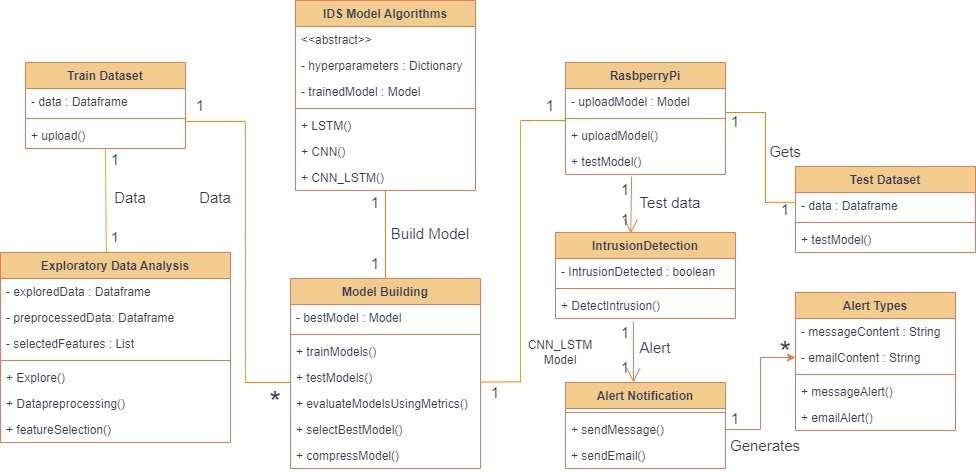 IDS Model Algorithms
<<abstract>>
- hyperparameters : Dictionary
- trainedModel : Model
+ LSTM()
+ CNN()
+ CNN_LSTM()
Train Dataset
- data : Dataframe
+ upload()
1
1
Data
Data
1
Exploratory Data Analysis
- exploredData : Dataframe
- preprocessedData: Dataframe
- selectedFeatures : List
+ Explore()
+ Datapreprocessing()
+ featureSelection()
*
1
Build Model
1
Model Building
- bestModel : Model
+ trainModels()
+ testModels()
+ evaluateModelsUsingMetrics()
+ selectBestModel()
+ compressModel()
1
CNN_LSTM
Model
1
RasbperryPi
- uploadModel : Model
+ uploadModel()
+ testModel()
1
Gets
1
Test Dataset
- data : Dataframe
+ testModel()
1
Test data
1
IntrusionDetection
- IntrusionDetected : boolean
+ DetectIntrusion()
1
Alert
1
Alert Notification
+ sendMessage()
+ sendEmail()
1
Generates
*
Alert Types
- messageContent : String
- emailContent : String
+ messageAlert()
+ emailAlert()